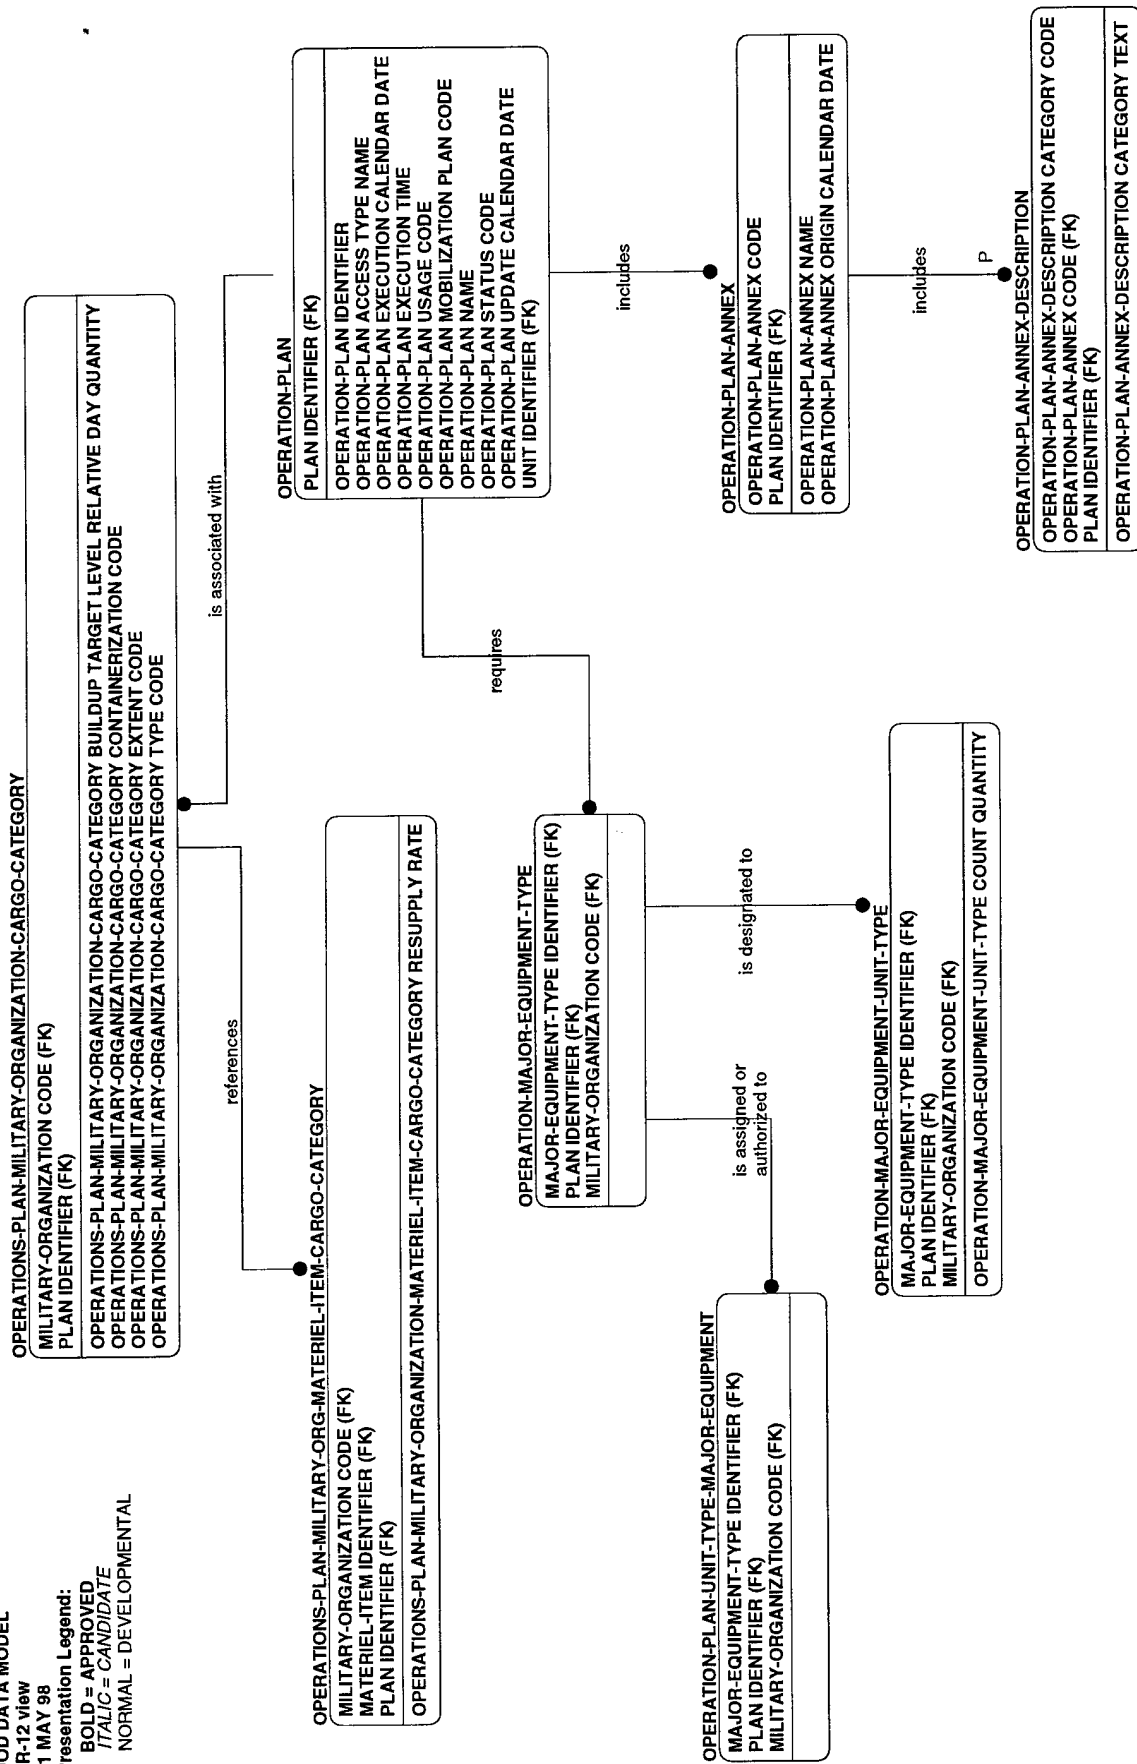 OD DATA MODEL
R-12 view
1 MAY 98
resentation Legend:
BOLD = APPROVED
ITALIC = CANDIDATE
NORMAL = DEVELOPMENTAL
OPERATIONS-PLAN-MILITARY-ORGANIZATION-CARGO-CATEGORY
MILITARY-ORGANIZATION CODE (FK)
PLAN IDENTIFIER (FK)
OPERATIONS-PLAN-MILITARY-ORGANIZATION-CARGO-CATEGORY BUILDUP TARGET LEVEL RELATIVE DAY QUANTITY
OPERATIONS-PLAN-MILITARY-ORGANIZATION-CARGO-CATEGORY CONTAINERIZATION CODE
OPERATIONS-PLAN-MILITARY-ORGANIZATION-CARGO-CATEGORY EXTENT CODE
OPERATIONS-PLAN-MILITARY-ORGANIZATION-CARGO-CATEGORY TYPE CODE
references
is associated with
OPERATIONS-PLAN-MILITARY-ORG-MATERIEL-ITEM-CARGO-CATEGORY
MILITARY-ORGANIZATION CODE (FK)
MATERIEL-ITEM IDENTIFIER (FK)
PLAN IDENTIFIER (FK)
OPERATIONS-PLAN-MILITARY-ORGANIZATION-MATERIEL-ITEM-CARGO-CATEGORY RESUPPLY RATE
OPERATION-PLAN
PLAN IDENTIFIER (FK)
OPERATION-PLAN IDENTIFIER
OPERATION-PLAN ACCESS TYPE NAME
OPERATION-PLAN EXECUTION CALENDAR DATE
OPERATION-PLAN EXECUTION TIME
OPERATION-PLAN USAGE CODE
OPERATION-PLAN MOBILIZATION PLAN CODE
OPERATION-PLAN NAME
OPERATION-PLAN STATUS CODE
OPERATION-PLAN UPDATE CALENDAR DATE
UNIT IDENTIFIER (FK)
requires
includes
OPERATION-MAJOR-EQUIPMENT-TYPE
MAJOR-EQUIPMENT-TYPE IDENTIFIER (FK)
PLAN IDENTIFIER (FK)
MILITARY-ORGANIZATION CODE (FK)
is assigned or
authorized to
is designated to
OPERATION-PLAN-ANNEX
OPERATION-PLAN-ANNEX CODE
PLAN IDENTIFIER (FK)
OPERATION-PLAN-ANNEX NAME
OPERATION-PLAN-ANNEX ORIGIN CALENDAR DATE
includes
P
OPERATION-PLAN-UNIT-TYPE-MAJOR-EQUIPMENT
MAJOR-EQUIPMENT-TYPE IDENTIFIER (FK)
PLAN IDENTIFIER (FK)
MILITARY-ORGANIZATION CODE (FK)
OPERATION-MAJOR-EQUIPMENT-UNIT-TYPE
MAJOR-EQUIPMENT-TYPE IDENTIFIER (FK)
PLAN IDENTIFIER (FK)
MILITARY-ORGANIZATION CODE (FK)
OPERATION-MAJOR-EQUIPMENT-UNIT-TYPE COUNT QUANTITY
OPERATION-PLAN-ANNEX-DESCRIPTION
OPERATION-PLAN-ANNEX-DESCRIPTION CATEGORY CODE
OPERATION-PLAN-ANNEX CODE (FK)
PLAN IDENTIFIER (FK)
OPERATION-PLAN-ANNEX-DESCRIPTION CATEGORY TEXT